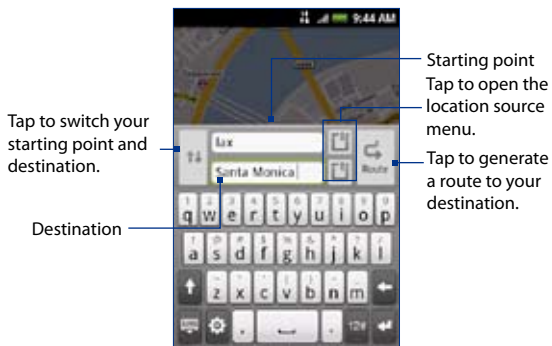 9:44 AM
Starting point
Tap to open the
location source
menu.
Tap to switch your
starting point and
destination.
lax
Santa Monica
Route
Tap to generate
a route to your
destination.
Destination
q w e r t y u i o p
a s d f g h j k l
z x c v b n m
12#